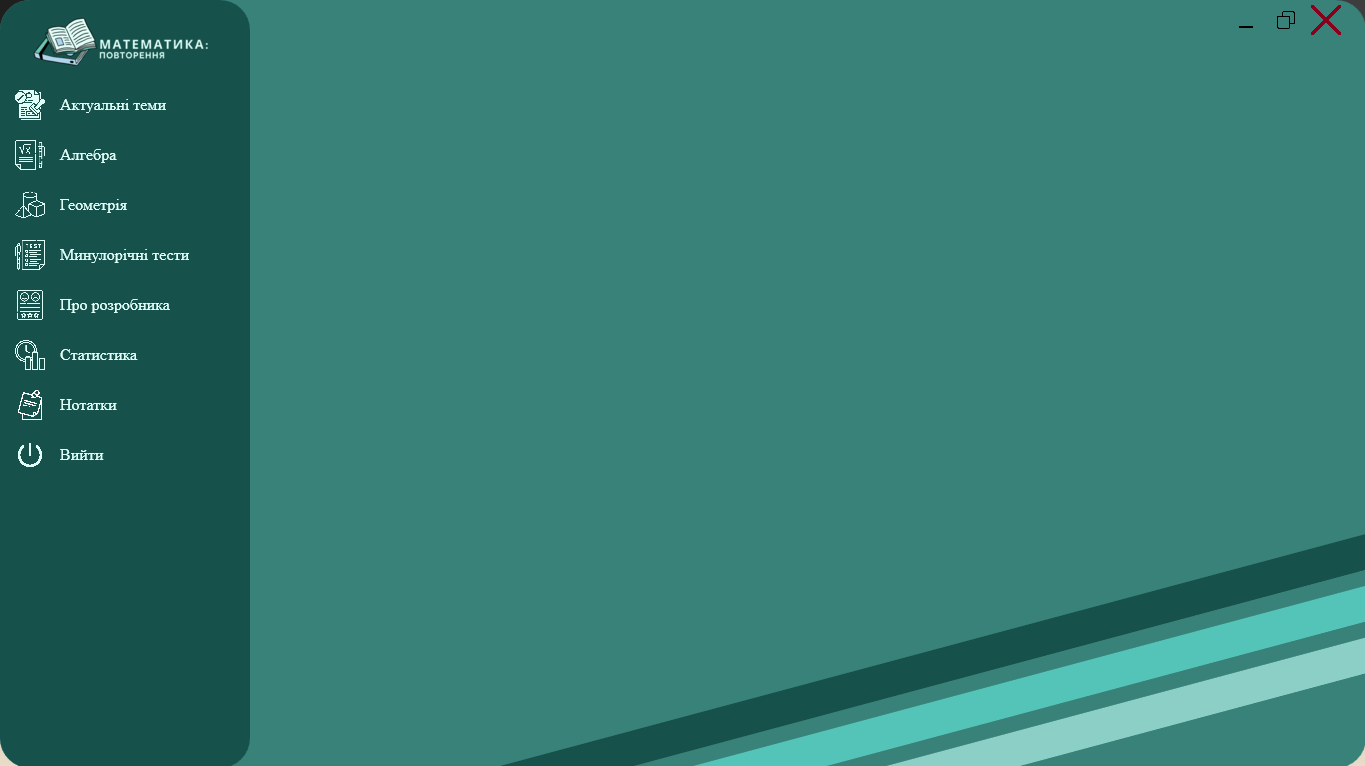 МАТЕМАТИКА:
ПОВТОРЕННЯ
Актуальні теми
Алгебра
Геометрія
Минулорічні тести
Про розробника
Статистика
Нотатки
Вийти